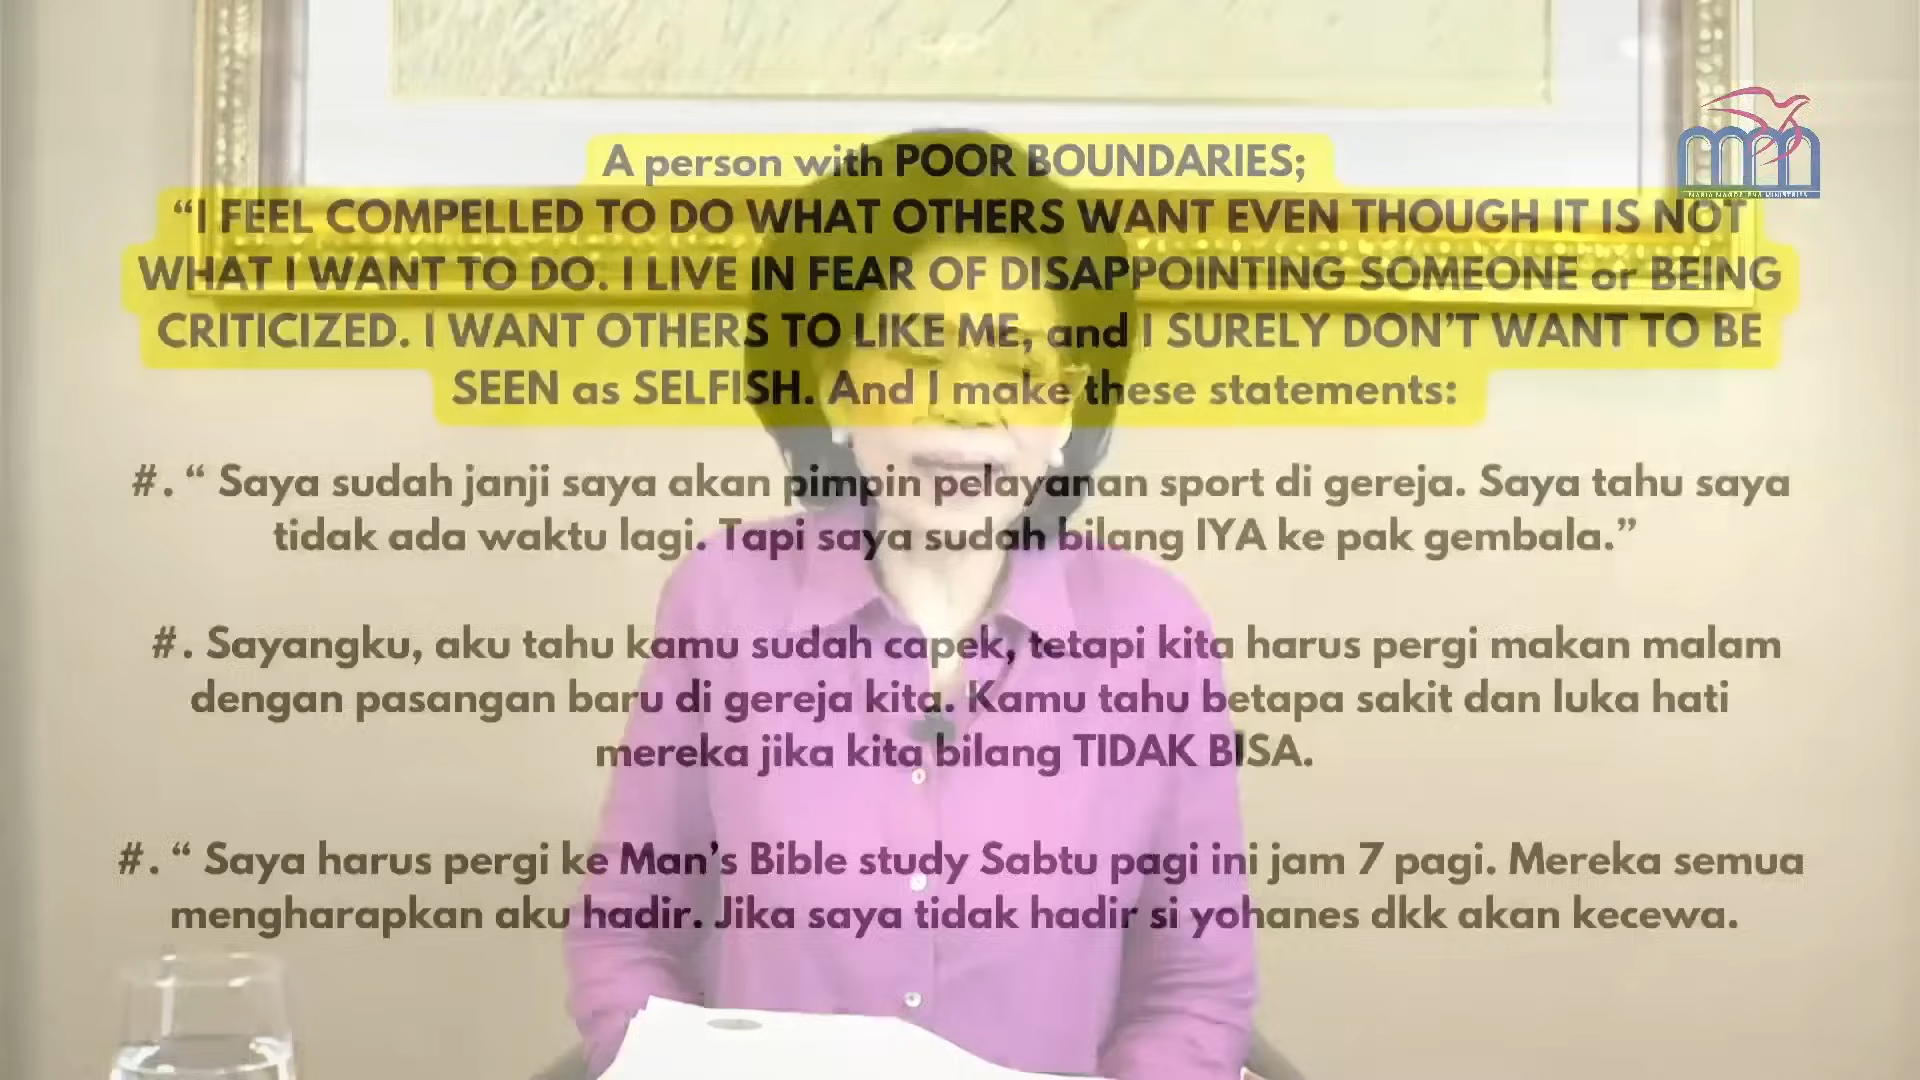 A person with POOR BOUNDARIES;
“I FEEL COMPELLED TO DO WHAT OTHERS WANT EVEN THOUGH IT IS NOT
WHAT I WANT TO DO. I LIVE IN FEAR OF DISAPPOINTING SOMEONE or BEING
CRITICIZED. I WANT OTHERS TO LIKE ME, and I SURELY DON’T WANT TO BE
SEEN as SELFISH. And I make these statements:
#. “ Saya sudah janji saya akan pimpin pelayanan sport di gereja. Saya tahu saya
tidak ada waktu lagi. Tapi saya sudah bilang IYA ke pak gembala.”
#. Sayangku, aku tahu kamu sudah capek, tetapi kita harus pergi makan malam
dengan pasangan baru di gereja kita. Kamu tahu betapa sakit dan luka hati
mereka jika kita bilang TIDAK BISA.
#. “ Saya harus pergi ke Man’s Bible study Sabtu pagi ini jam 7 pagi. Mereka semua
mengharapkan aku hadir. Jika saya tidak hadir si yohanes dkk akan kecewa.